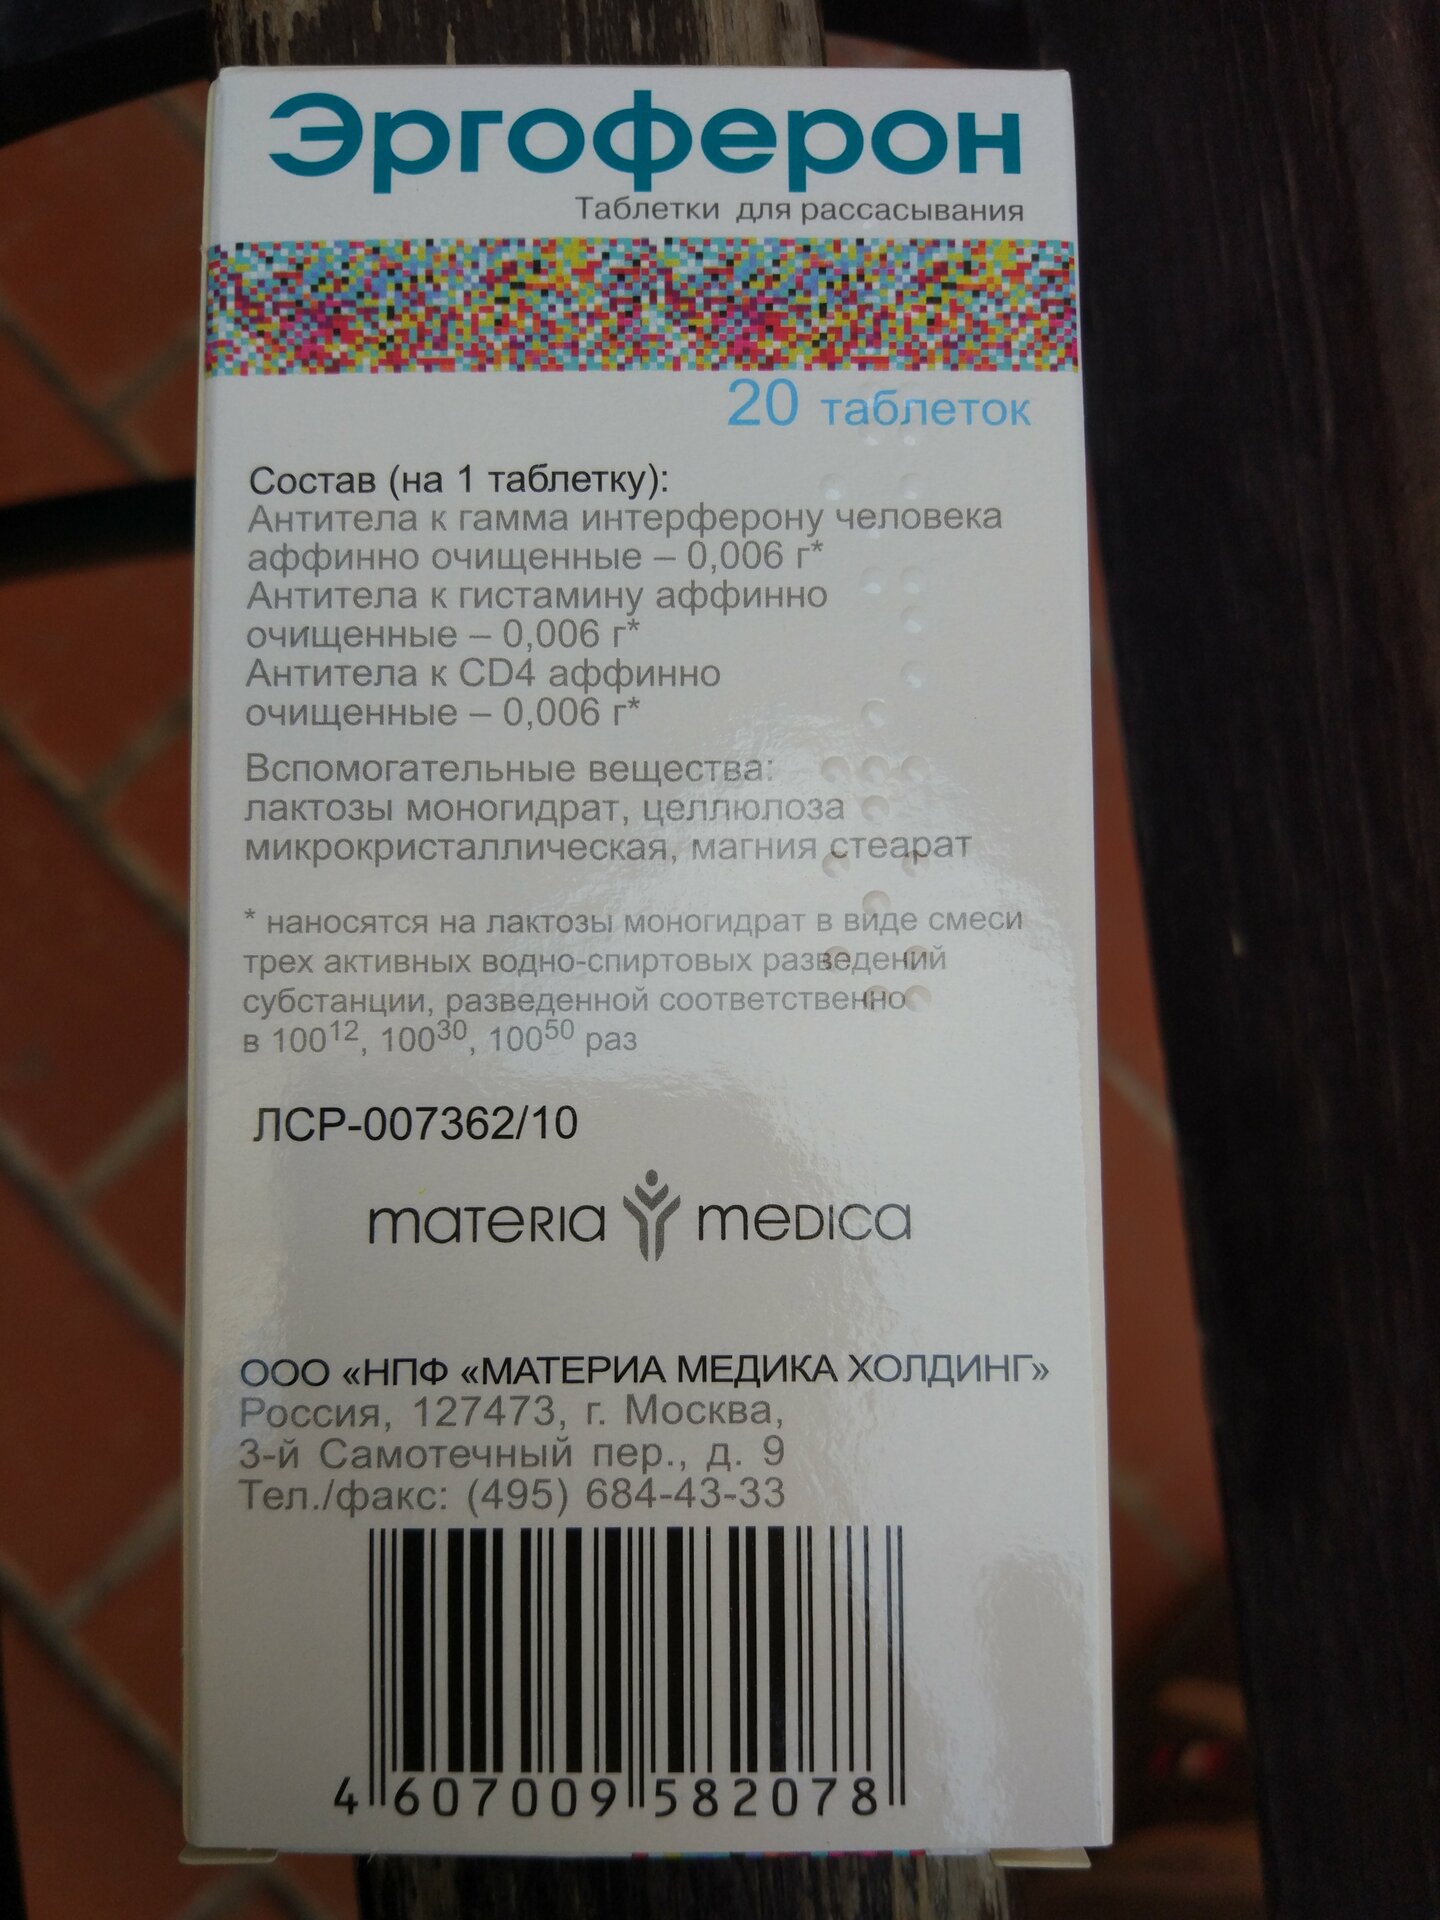 Эргоферон
Таблетки для рассасывания
20 таблеток
Состав (на 1 таблетку):
Антитела к гамма интерферону человека
аффинно очищенные – 0,006 г*
Антитела к гистамину аффинно
очищенные – 0,006 г*
Антитела к CD4 аффинно
очищенные – 0,006 г*
Вспомогательные вещества:
лактозы моногидрат, целлюлоза
микрокристаллическая, магния стеарат
* наносятся на лактозы моногидрат в виде смеси
трех активных водно-спиртовых разведений
субстанции, разведенной соответственно
в 100¹², 100³⁰, 100⁵⁰ раз
ЛСР-007362/10
materia medica
ООО «НПФ «МАТЕРИА МЕДИКА ХОЛДИНГ»
Россия, 127473, г. Москва,
3-й Самотечный пер., д. 9
Тел./факс: (495) 684-43-33
4 607009 582078